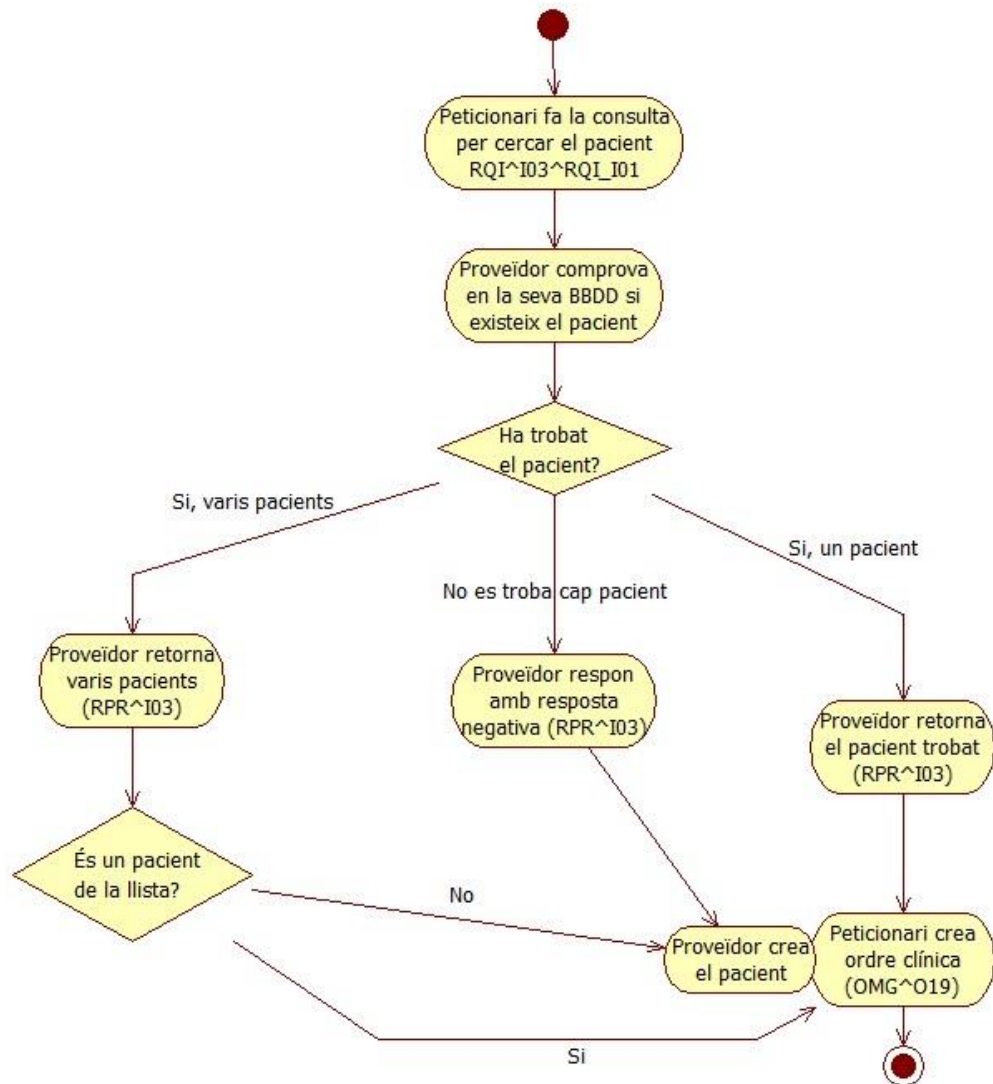 Peticionari fa la consulta
per cercar el pacient
RQI^I03^RQI_I01
Proveïdor comprova
en la seva BBDD si
existeix el pacient
Ha trobat
el pacient?
Si, varis pacients
No es troba cap pacient
Si, un pacient
Proveïdor retorna
varis pacients
(RPR^I03)
Proveïdor respon
amb resposta
negativa (RPR^I03)
Proveïdor retorna
el pacient trobat
(RPR^I03)
És un pacient
de la llista?
No
Proveïdor crea
el pacient
Peticionari crea
ordre clínica
(OMG^O19)
Si